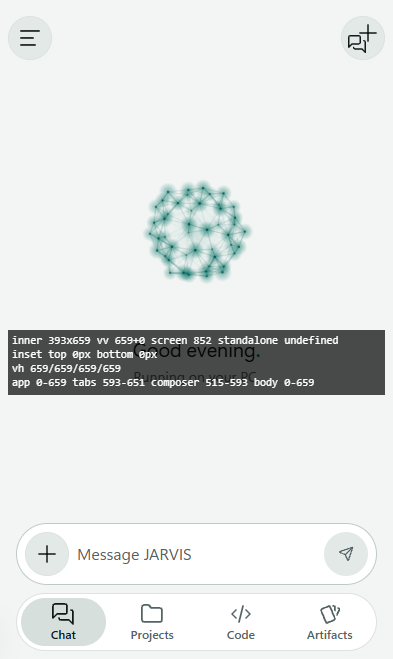 inner 393x659 vv 659+0 screen 852 standalone undefined
inset top 0px bottom 0px
Good evening.
vh 659/659/659/659
Running on your PC
app 0-659 tabs 593-651 composer 515-593 body 0-659
Message JARVIS
Chat Projects Code Artifacts